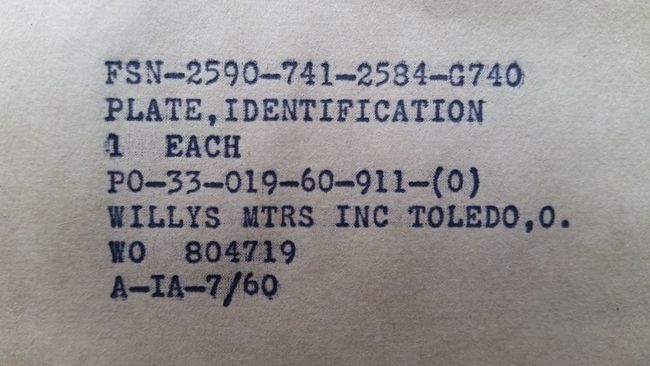 FSN-2590-741-2584-G740
PLATE,IDENTIFICATION
1 EACH
PO-33-019-60-911-(0)
WILLYS MTRS INC TOLEDO,O.
WO 804719
A-IA-7/60